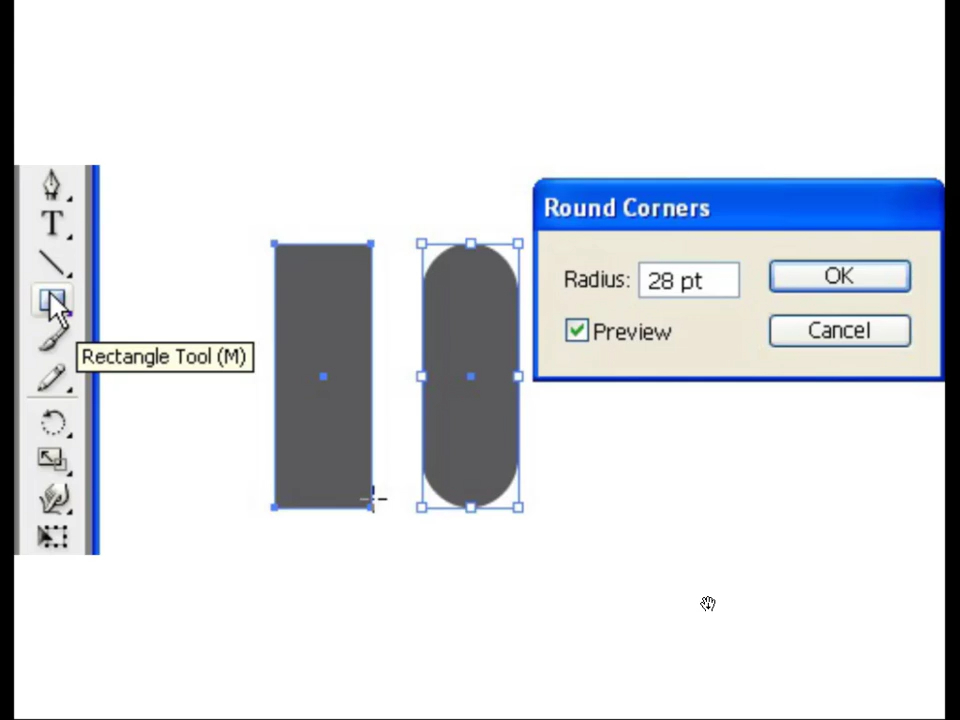 T
Rectangle Tool (M)
Round Corners
Radius: 28 pt
OK
Preview
Cancel